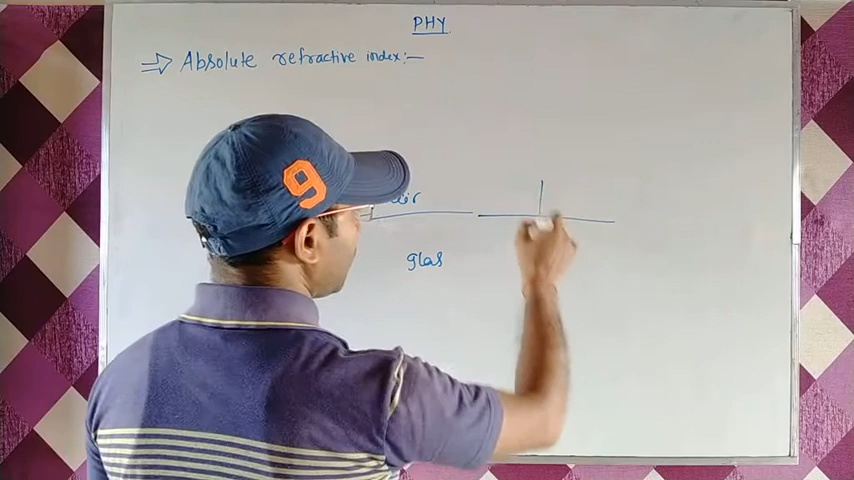 PHY
⇒ Absolute refractive index:—
9
glas